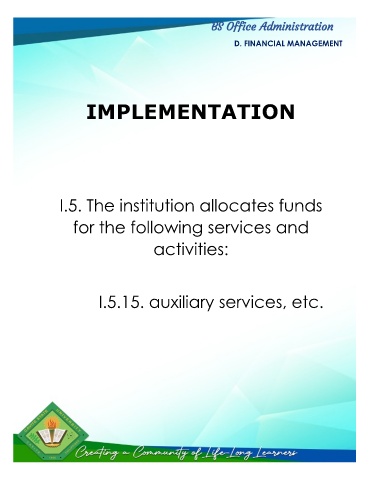 BS Office Administration
D. FINANCIAL MANAGEMENT
IMPLEMENTATION
I.5. The institution allocates funds
for the following services and
activities:
I.5.15. auxiliary services, etc.
Creating a Community of Life-Long Learners